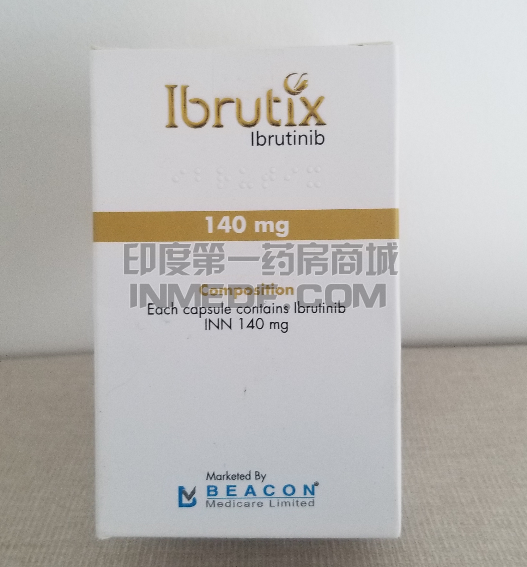 Ibrutix
Ibrutinib
140 mg
印度第一药房商城
INMEDF.COM
Composition
Each capsule contains Ibrutinib
INN 140 mg
Marketed By
BEACON®
Medicare Limited